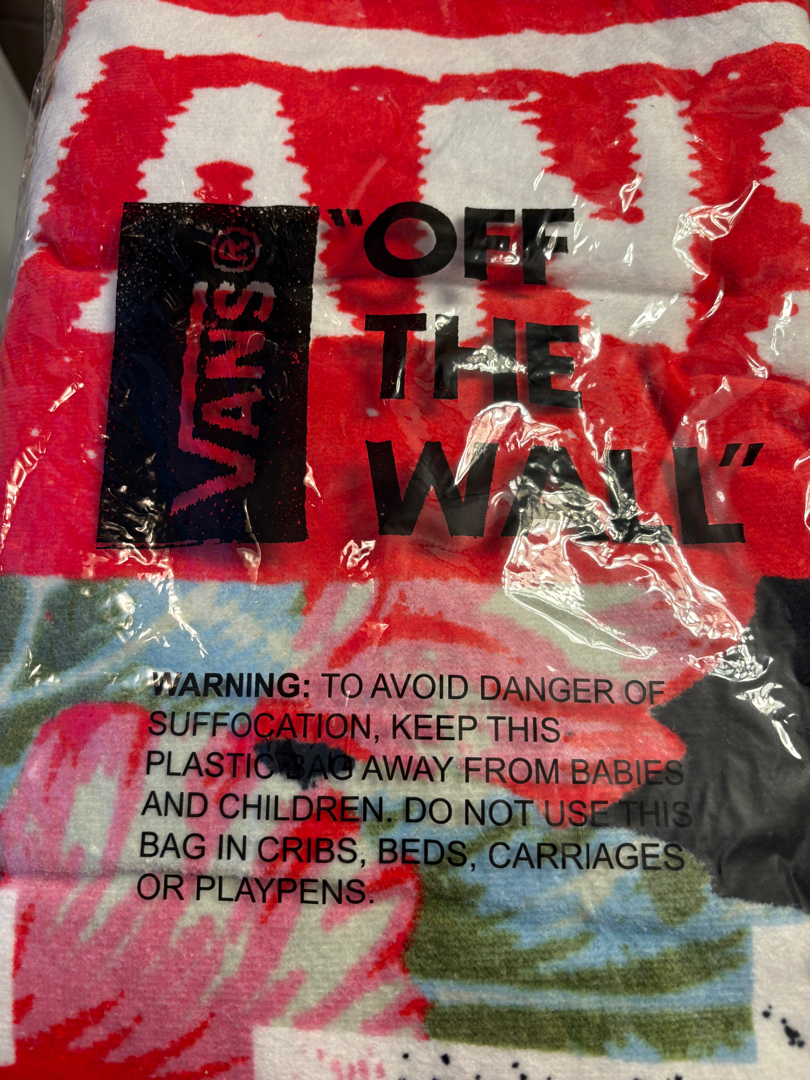 VANS®
"OFF
THE
WALL"
WARNING: TO AVOID DANGER OF
SUFFOCATION, KEEP THIS
PLASTIC BAG AWAY FROM BABIES
AND CHILDREN. DO NOT USE THIS
BAG IN CRIBS, BEDS, CARRIAGES
OR PLAYPENS.